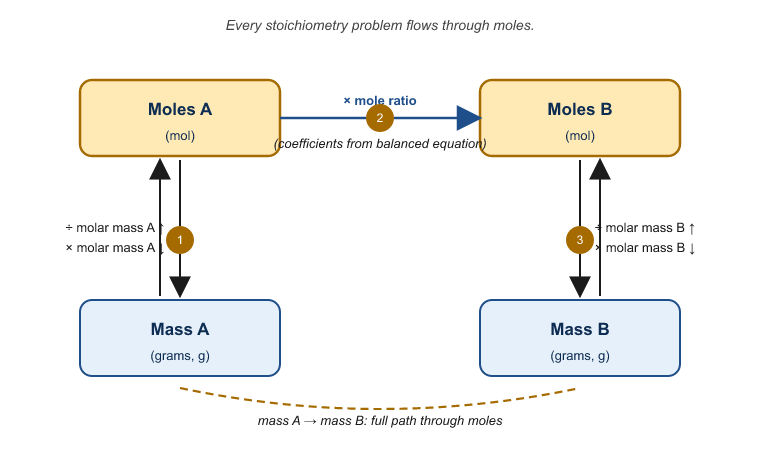 Every stoichiometry problem flows through moles.
Moles A
(mol)
× mole ratio
2
(coefficients from balanced equation)
Moles B
(mol)
÷ molar mass A ↑
× molar mass A ↓
1
3
÷ molar mass B ↑
× molar mass B ↓
Mass A
(grams, g)
Mass B
(grams, g)
mass A → mass B: full path through moles